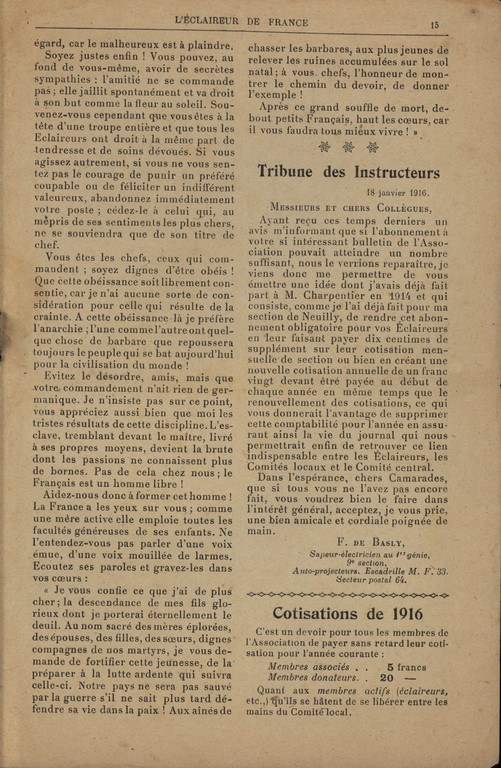 L'ÉCLAIREUR DE FRANCE 15
égard, car le malheureux est à plaindre.
Soyez justes enfin ! Vous pouvez, au
fond de vous-même, avoir de secrètes
sympathies : l'amitié ne se commande
pas ; elle jaillit spontanément et va droit
à son but comme la fleur au soleil. Sou-
venez-vous cependant que vous êtes à la
tête d'une troupe entière et que tous les
Eclaireurs ont droit à la même part de
tendresse et de soins dévoués. Si vous
agissez autrement, si vous ne vous sen-
tez pas le courage de punir un préféré
coupable ou de féliciter un indifférent
valeureux, abandonnez immédiatement
votre poste ; cédez-le à celui qui, au
mépris de ses sentiments les plus chers,
ne se souviendra que de son titre de
chef.
Vous êtes les chefs, ceux qui com-
mandent ; soyez dignes d'être obéis !
Que cette obéissance soit librement con-
sentie, car je n'ai aucune sorte de con-
sidération pour celle qui résulte de la
crainte. A cette obéissance là je préfère
l'anarchie ; l'une comme l'autre ont quel-
que chose de barbare que repoussera
toujours le peuple qui se bat aujourd'hui
pour la civilisation du monde !
Evitez le désordre, amis, mais que
votre commandement n'ait rien de ger-
manique. Je n'insiste pas sur ce point,
vous appréciez aussi bien que moi les
tristes résultats de cette discipline. L'es-
clave, tremblant devant le maître, livré
à ses propres moyens, devient la brute
dont les passions ne connaissent plus
de bornes. Pas de cela chez nous ; le
Français est un homme libre !
Aidez-nous donc à former cet homme !
La France a les yeux sur vous ; comme
une mère active elle emploie toutes les
facultés généreuses de ses enfants. Ne
l'entendez-vous pas parler d'une voix
émue, d'une voix mouillée de larmes.
Ecoutez ses paroles et gravez-les dans
vos cœurs :
« Je vous confie ce que j'ai de plus
cher ; la descendance de mes fils glo-
rieux dont je porterai éternellement le
deuil. Au nom sacré des mères éplorées,
des épouses, des filles, des sœurs, dignes
compagnes de nos martyrs, je vous de-
mande de fortifier cette jeunesse, de la
préparer à la lutte ardente qui suivra
celle-ci. Notre pays ne sera pas sauvé
par la guerre s'il ne sait plus tard dé-
fendre sa vie dans la paix ! Aux aînés de
chasser les barbares, aux plus jeunes de
relever les ruines accumulées sur le sol
natal ; à vous chefs, l'honneur de mon-
trer le chemin du devoir, de donner
l'exemple !
Après ce grand souffle de mort, de-
bout petits Français, haut les cœurs, car
il vous faudra tous mieux vivre ! »
Tribune des Instructeurs
18 janvier 1916.
MESSIEURS ET CHERS COLLÈGUES,
Ayant reçu ces temps derniers un
avis m'informant que si l'abonnement à
votre si intéressant bulletin de l'Asso-
ciation pouvait atteindre un nombre
suffisant, nous le verrions reparaître, je
viens donc me permettre de vous
émettre une idée dont j'avais déjà fait
part à M. Charpentier en 1914 et qui
consiste, comme je l'ai déjà fait pour ma
section de Neuilly, de rendre cet abon-
nement obligatoire pour vos Éclaireurs
en leur faisant payer dix centimes de
supplément sur leur cotisation men-
suelle de section ou bien en créant une
nouvelle cotisation annuelle de un franc
vingt devant être payée au début de
chaque année en même temps que le
renouvellement des cotisations, ce qui
vous donnerait l'avantage de supprimer
cette comptabilité pour l'année en assu-
rant ainsi la vie du journal qui nous
permettrait enfin de retrouver ce lien
indispensable entre les Éclaireurs, les
Comités locaux et le Comité central.
Dans l'espérance, chers Camarades,
que si tous vous ne l'avez pas encore
fait, vous voudrez bien le faire dans
l'intérêt général, acceptez, je vous prie,
une bien amicale et cordiale poignée de
main.
F. DE BASLY,
Sapeur-électricien au 1er génie,
9e section,
Auto-projecteurs. Escadrille M. F. 33.
Secteur postal 64.
Cotisations de 1916
C'est un devoir pour tous les membres de
l'Association de payer sans retard leur coti-
sation pour l'année courante :
Membres associés . . 5 francs
Membres donateurs. . 20 —
Quant aux membres actifs (éclaireurs,
etc.,) qu'ils se hâtent de se libérer entre les
mains du Comité local.